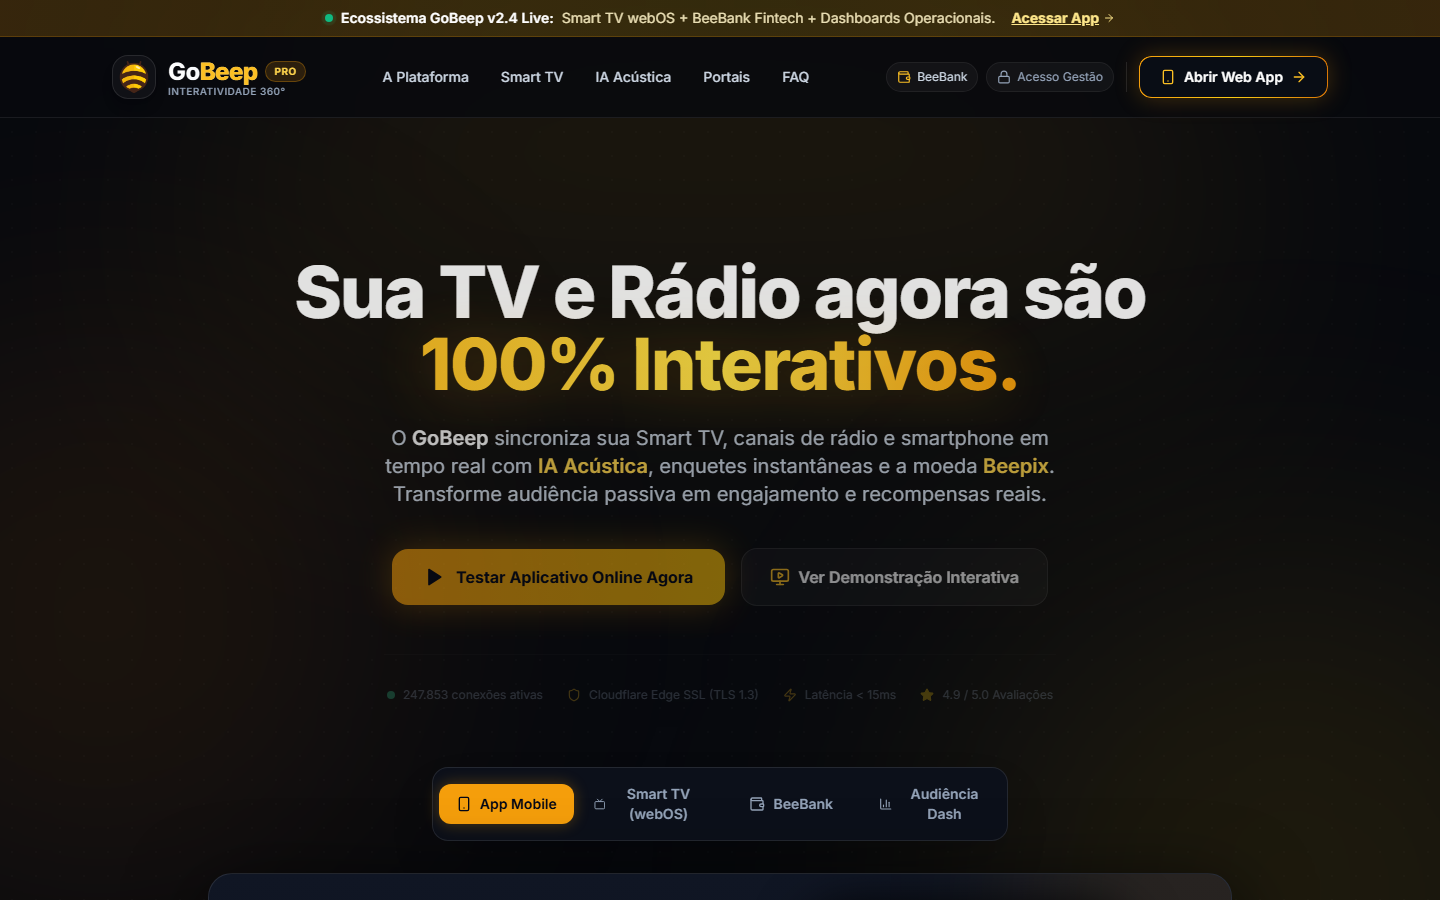 Ecossistema GoBeep v2.4 Live: Smart TV webOS + BeeBank Fintech + Dashboards Operacionais. Acessar App →
GoBeep PRO
INTERATIVIDADE 360°
A Plataforma Smart TV IA Acústica Portais FAQ
BeeBank Acesso Gestão
Abrir Web App →
Sua TV e Rádio agora são
100% Interativos.
O GoBeep sincroniza sua Smart TV, canais de rádio e smartphone em
tempo real com IA Acústica, enquetes instantâneas e a moeda Beepix.
Transforme audiência passiva em engajamento e recompensas reais.
Testar Aplicativo Online Agora
Ver Demonstração Interativa
247.853 conexões ativas Cloudflare Edge SSL (TLS 1.3) Latência < 15ms 4.9 / 5.0 Avaliações
App Mobile
Smart TV
(webOS)
BeeBank
Audiência
Dash